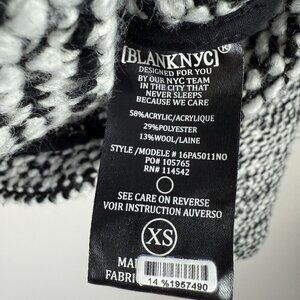 [BLANKNYC]®
DESIGNED FOR YOU
BY OUR NYC TEAM
IN THE CITY THAT
NEVER SLEEPS
BECAUSE WE CARE
58%ACRYLIC/ACRYLIQUE
29%POLYESTER
13%WOOL/LAINE
STYLE/MODELE # 16PA5011NO
PO# 105765
RN# 114542
SEE CARE ON REVERSE
VOIR INSTRUCTION AUVERSO
XS
MA
FABRI
14 %1957490